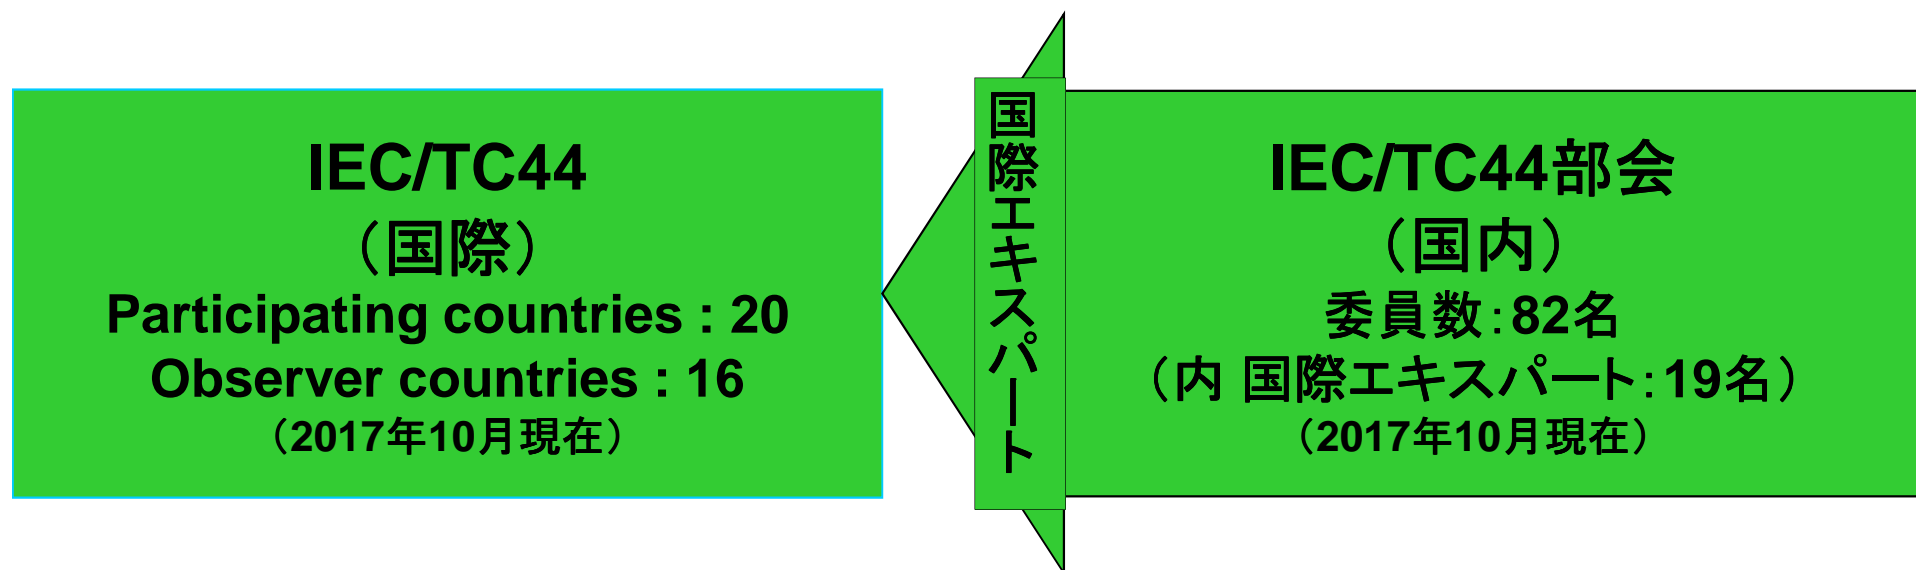 IEC/TC44
（国際）
Participating countries : 20
Observer countries : 16
（2017年10月現在）
国際エキスパート
IEC/TC44部会
（国内）
委員数：82名
（内 国際エキスパート：19名）
（2017年10月現在）